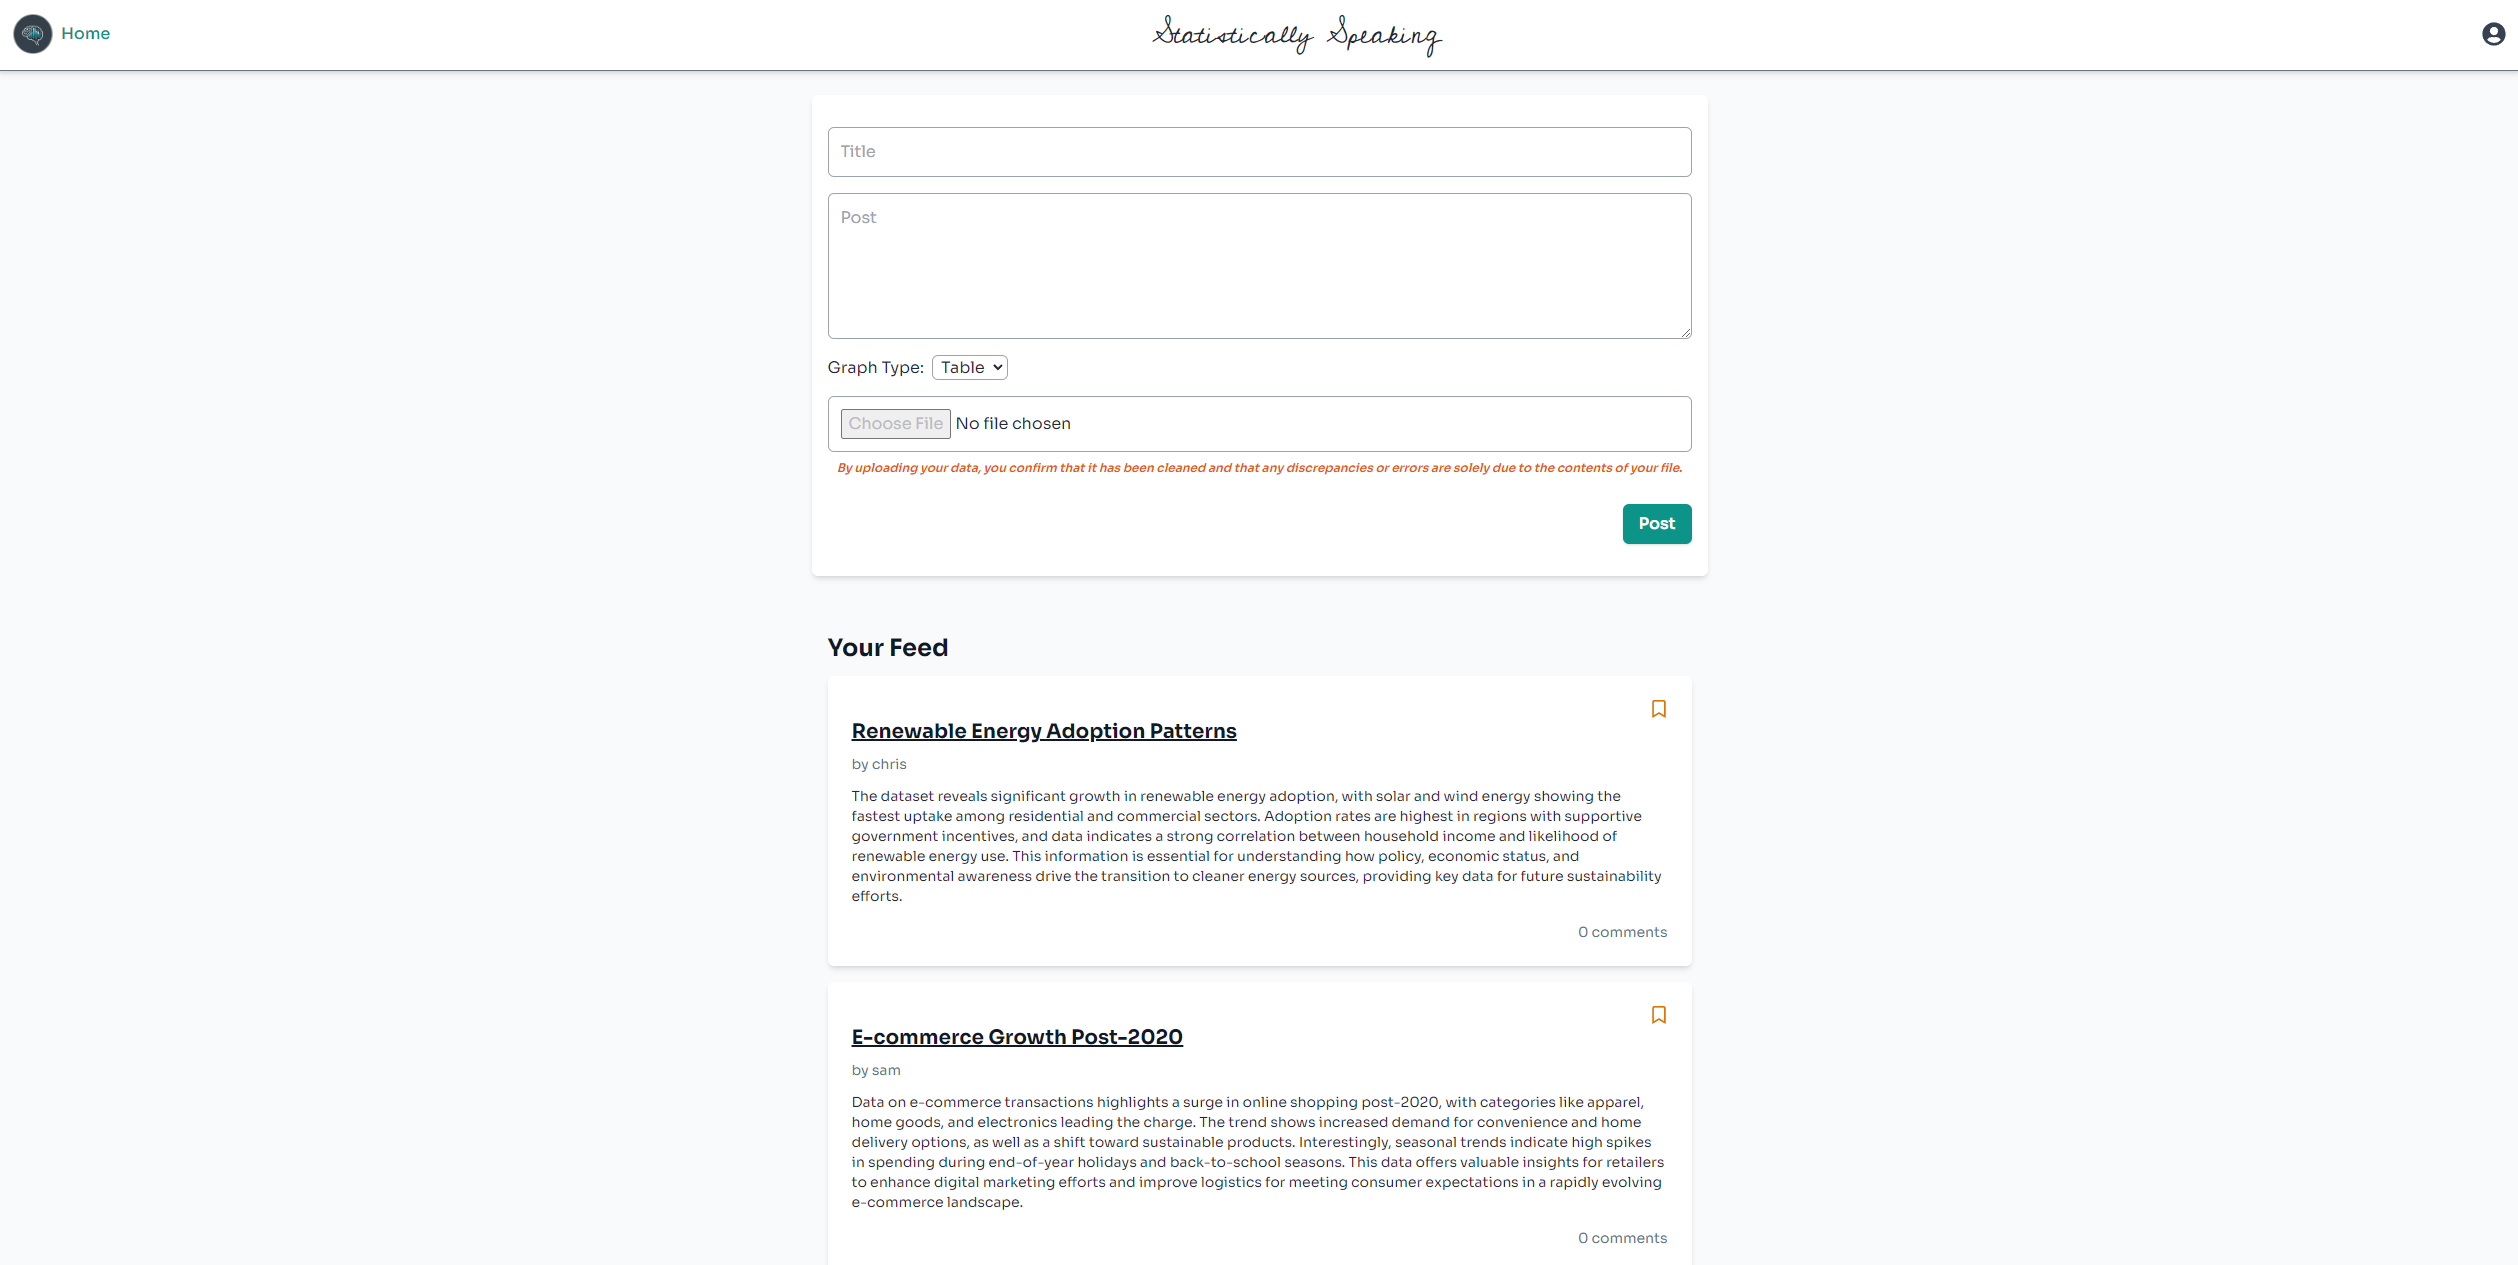 Home
Statistically Speaking
Title
Post
Graph Type: Table
Choose File No file chosen
By uploading your data, you confirm that it has been cleaned and that any discrepancies or errors are solely due to the contents of your file.
Post
Your Feed
Renewable Energy Adoption Patterns
by chris
The dataset reveals significant growth in renewable energy adoption, with solar and wind energy showing the
fastest uptake among residential and commercial sectors. Adoption rates are highest in regions with supportive
government incentives, and data indicates a strong correlation between household income and likelihood of
renewable energy use. This information is essential for understanding how policy, economic status, and
environmental awareness drive the transition to cleaner energy sources, providing key data for future sustainability
efforts.
0 comments
E-commerce Growth Post-2020
by sam
Data on e-commerce transactions highlights a surge in online shopping post-2020, with categories like apparel,
home goods, and electronics leading the charge. The trend shows increased demand for convenience and home
delivery options, as well as a shift toward sustainable products. Interestingly, seasonal trends indicate high spikes
in spending during end-of-year holidays and back-to-school seasons. This data offers valuable insights for retailers
to enhance digital marketing efforts and improve logistics for meeting consumer expectations in a rapidly evolving
e-commerce landscape.
0 comments